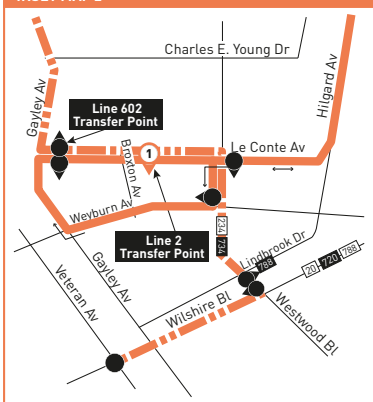 Charles E. Young Dr
Gayley Av
Hilgard Av
Line 602
Transfer Point
Broxton Av
1
Le Conte Av
Weyburn Av
Line 2
Transfer Point
234
734
Lindbrook Dr
788
20 720 788
Veteran Av
Gayley Av
Wilshire Bl
Westwood Bl